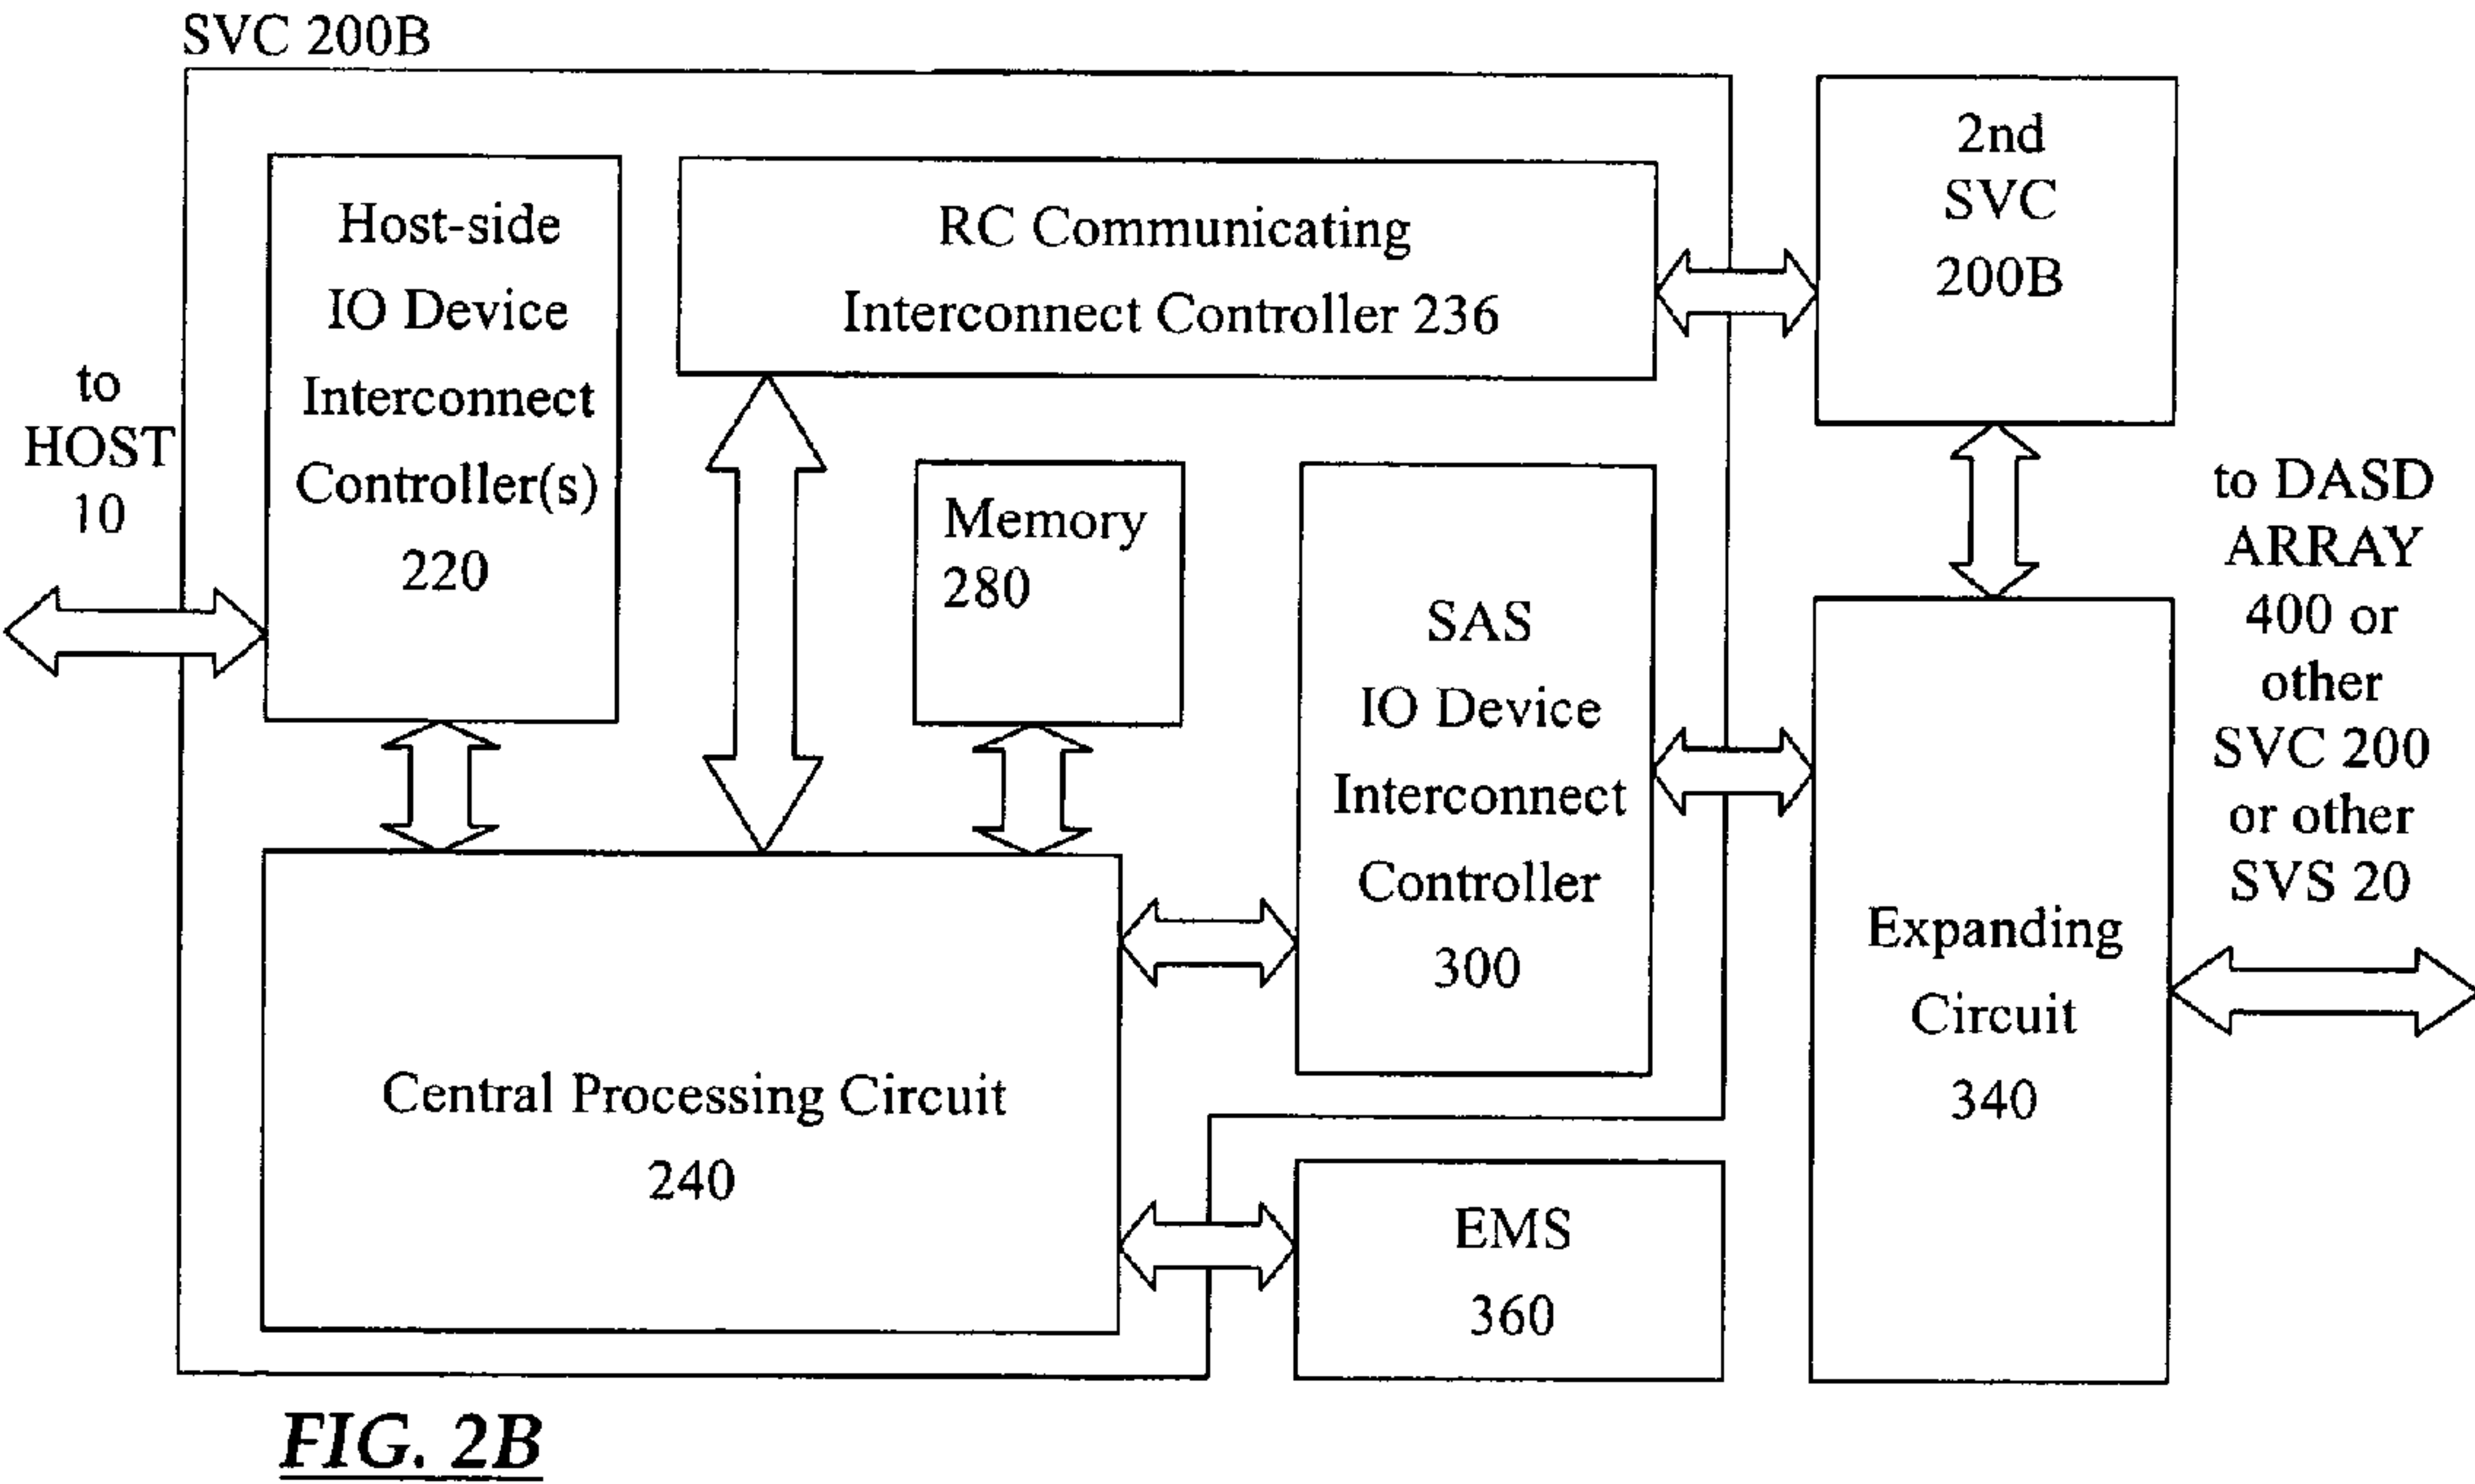 SVC 200B
Host-side
IO Device
Interconnect
Controller(s)
220
RC Communicating
Interconnect Controller 236
2nd
SVC
200B
to
HOST
10
Memory
280
SAS
IO Device
Interconnect
Controller
300
to DASD
ARRAY
400 or
other
SVC 200
or other
SVS 20
Expanding
Circuit
340
Central Processing Circuit
240
EMS
360
FIG. 2B